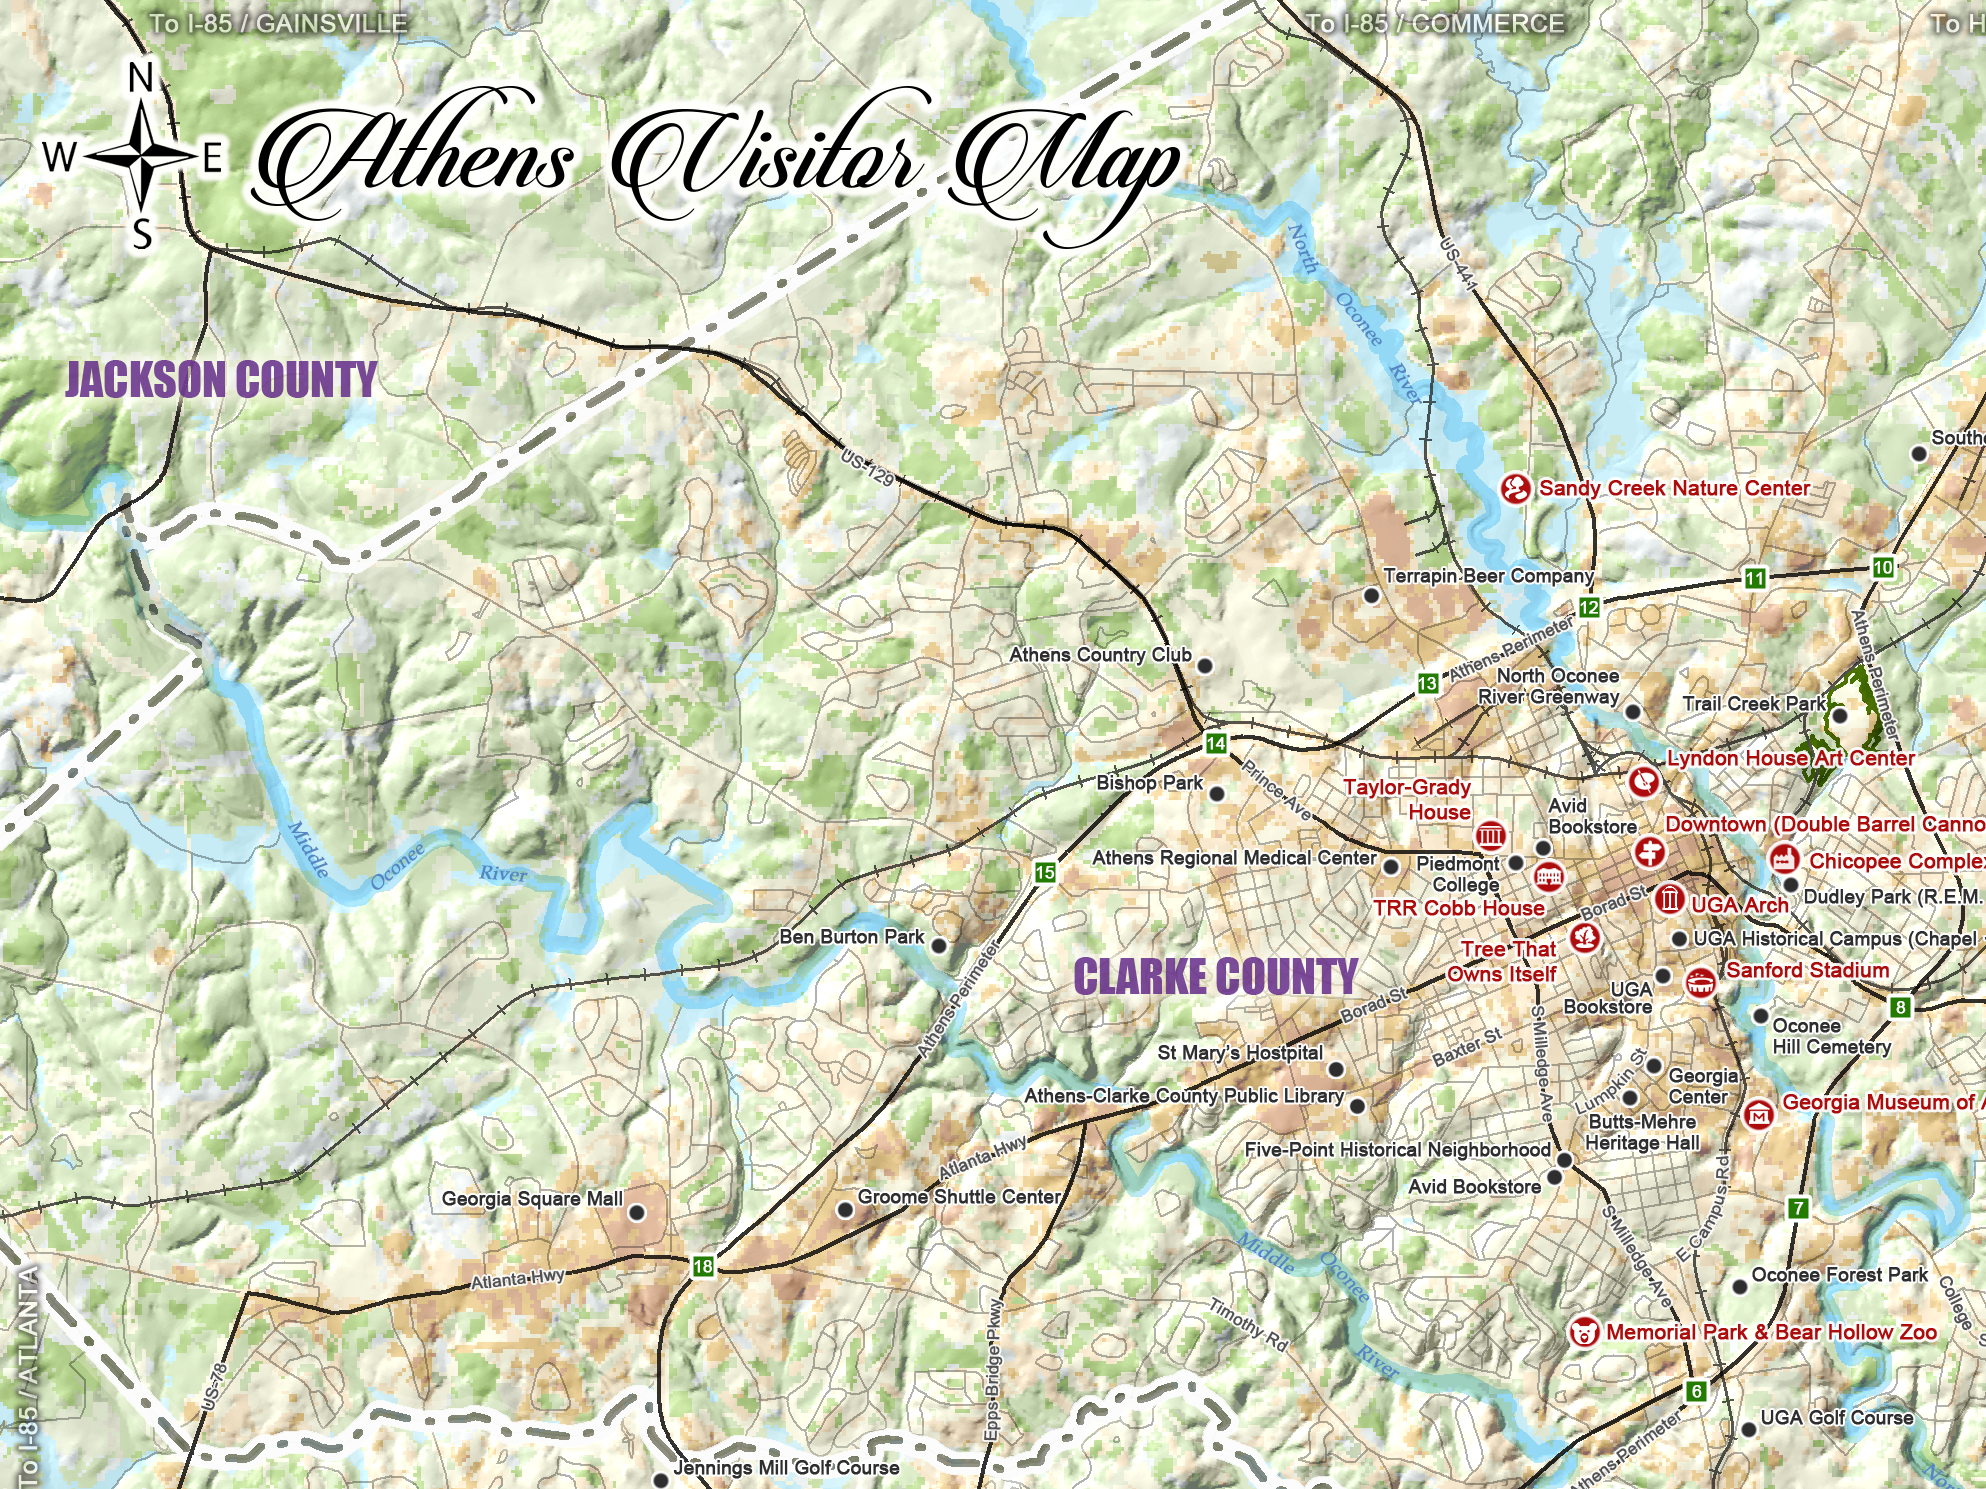 To I-85 / GAINSVILLE
To I-85 / COMMERCE
To H
N
W
E
S
Athens Visitor Map
North
Oconee
River
US-441
JACKSON COUNTY
US-129
Southe
Sandy Creek Nature Center
Terrapin Beer Company
10
11
12
Athens Perimeter
Athens Perimeter
Athens Country Club
13
North Oconee
River Greenway
Trail Creek Park
14
Lyndon House Art Center
Bishop Park
Prince Ave
Taylor-Grady
House
Avid
Bookstore
Downtown (Double Barrel Canno
Middle
Oconee
River
15
Athens Regional Medical Center
Piedmont
College
Chicopee Complex
Dudley Park (R.E.M.
TRR Cobb House
Borad St
UGA Arch
Ben Burton Park
Tree That
Owns Itself
UGA Historical Campus (Chapel
CLARKE COUNTY
Sanford Stadium
UGA
Bookstore
Athens Perimeter
Borad St
8
S Milledge Ave
Oconee
Hill Cemetery
St Mary's Hostpital
Baxter St
Lumpkin St
Georgia
Center
Athens-Clarke County Public Library
Georgia Museum of A
Butts-Mehre
Heritage Hall
Atlanta Hwy
Five-Point Historical Neighborhood
Avid Bookstore
Georgia Square Mall
Groome Shuttle Center
7
E Campus Rd
S Milledge Ave
Middle
Oconee
River
18
Atlanta Hwy
Oconee Forest Park
College S
Timothy Rd
Epps Bridge Pkwy
Memorial Park & Bear Hollow Zoo
To I-85 / ATLANTA
US-78
6
Athens Perimeter
UGA Golf Course
Jennings Mill Golf Course
No